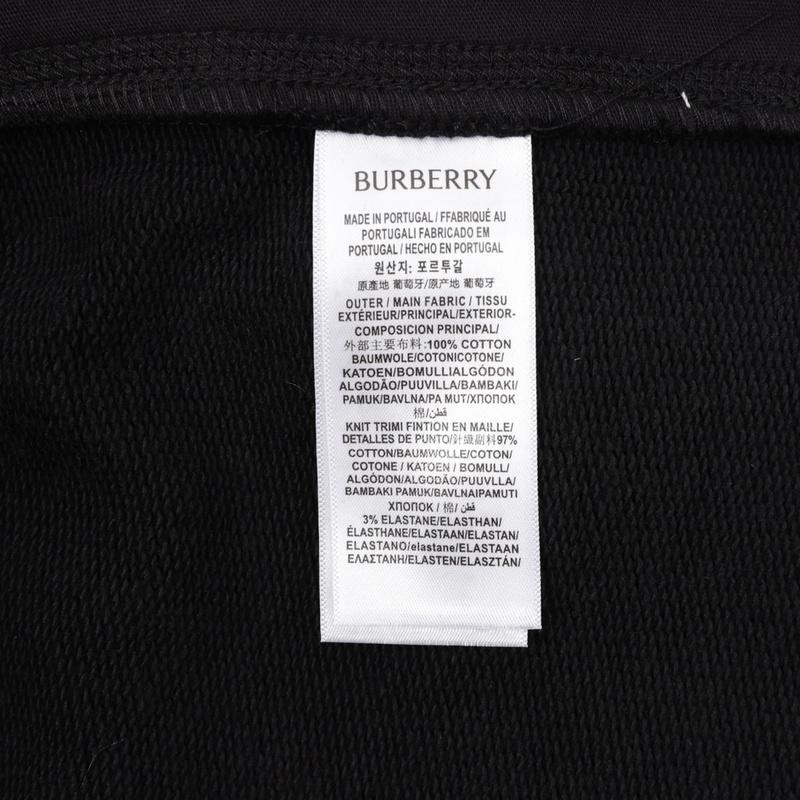 BURBERRY
MADE IN PORTUGAL / FFABRIQUÉ AU
PORTUGALI FABRICADO EM
PORTUGAL / HECHO EN PORTUGAL
원산지: 포르투갈
原產地 葡萄牙/原产地 葡萄牙
OUTER / MAIN FABRIC / TISSU
EXTÉRIEUR/PRINCIPAL/EXTERIOR-
COMPOSICION PRINCIPAL/
外部主要布料:100% COTTON
BAUMWOLE/COTONICOTONE/
KATOEN/BOMULLIALGÓDON
ALGODÃO/PUUVILLA/BAMBAKI/
PAMUK/BAVLNA/PA MUT/ХПОПОК
棉/قطن/
KNIT TRIMI FINTION EN MAILLE/
DETALLES DE PUNTO/針織副料97%
COTTON/BAUMWOLLE/COTON/
COTONE / KATOEN / BOMULL/
ALGÓDON/ALGODÃO/PUUVLLA/
BAMBAKI PAMUK/BAVLNAIPAMUTI
ХПОПОК / 棉/ قطن/
3% ELASTANE/ELASTHAN/
ÉLASTHANE/ELASTAAN/ELASTAN/
ELASTANO/elastane/ELASTAAN
ΕΛΑΣΤΑΝΗ/ELASTEN/ELASZTÁN/